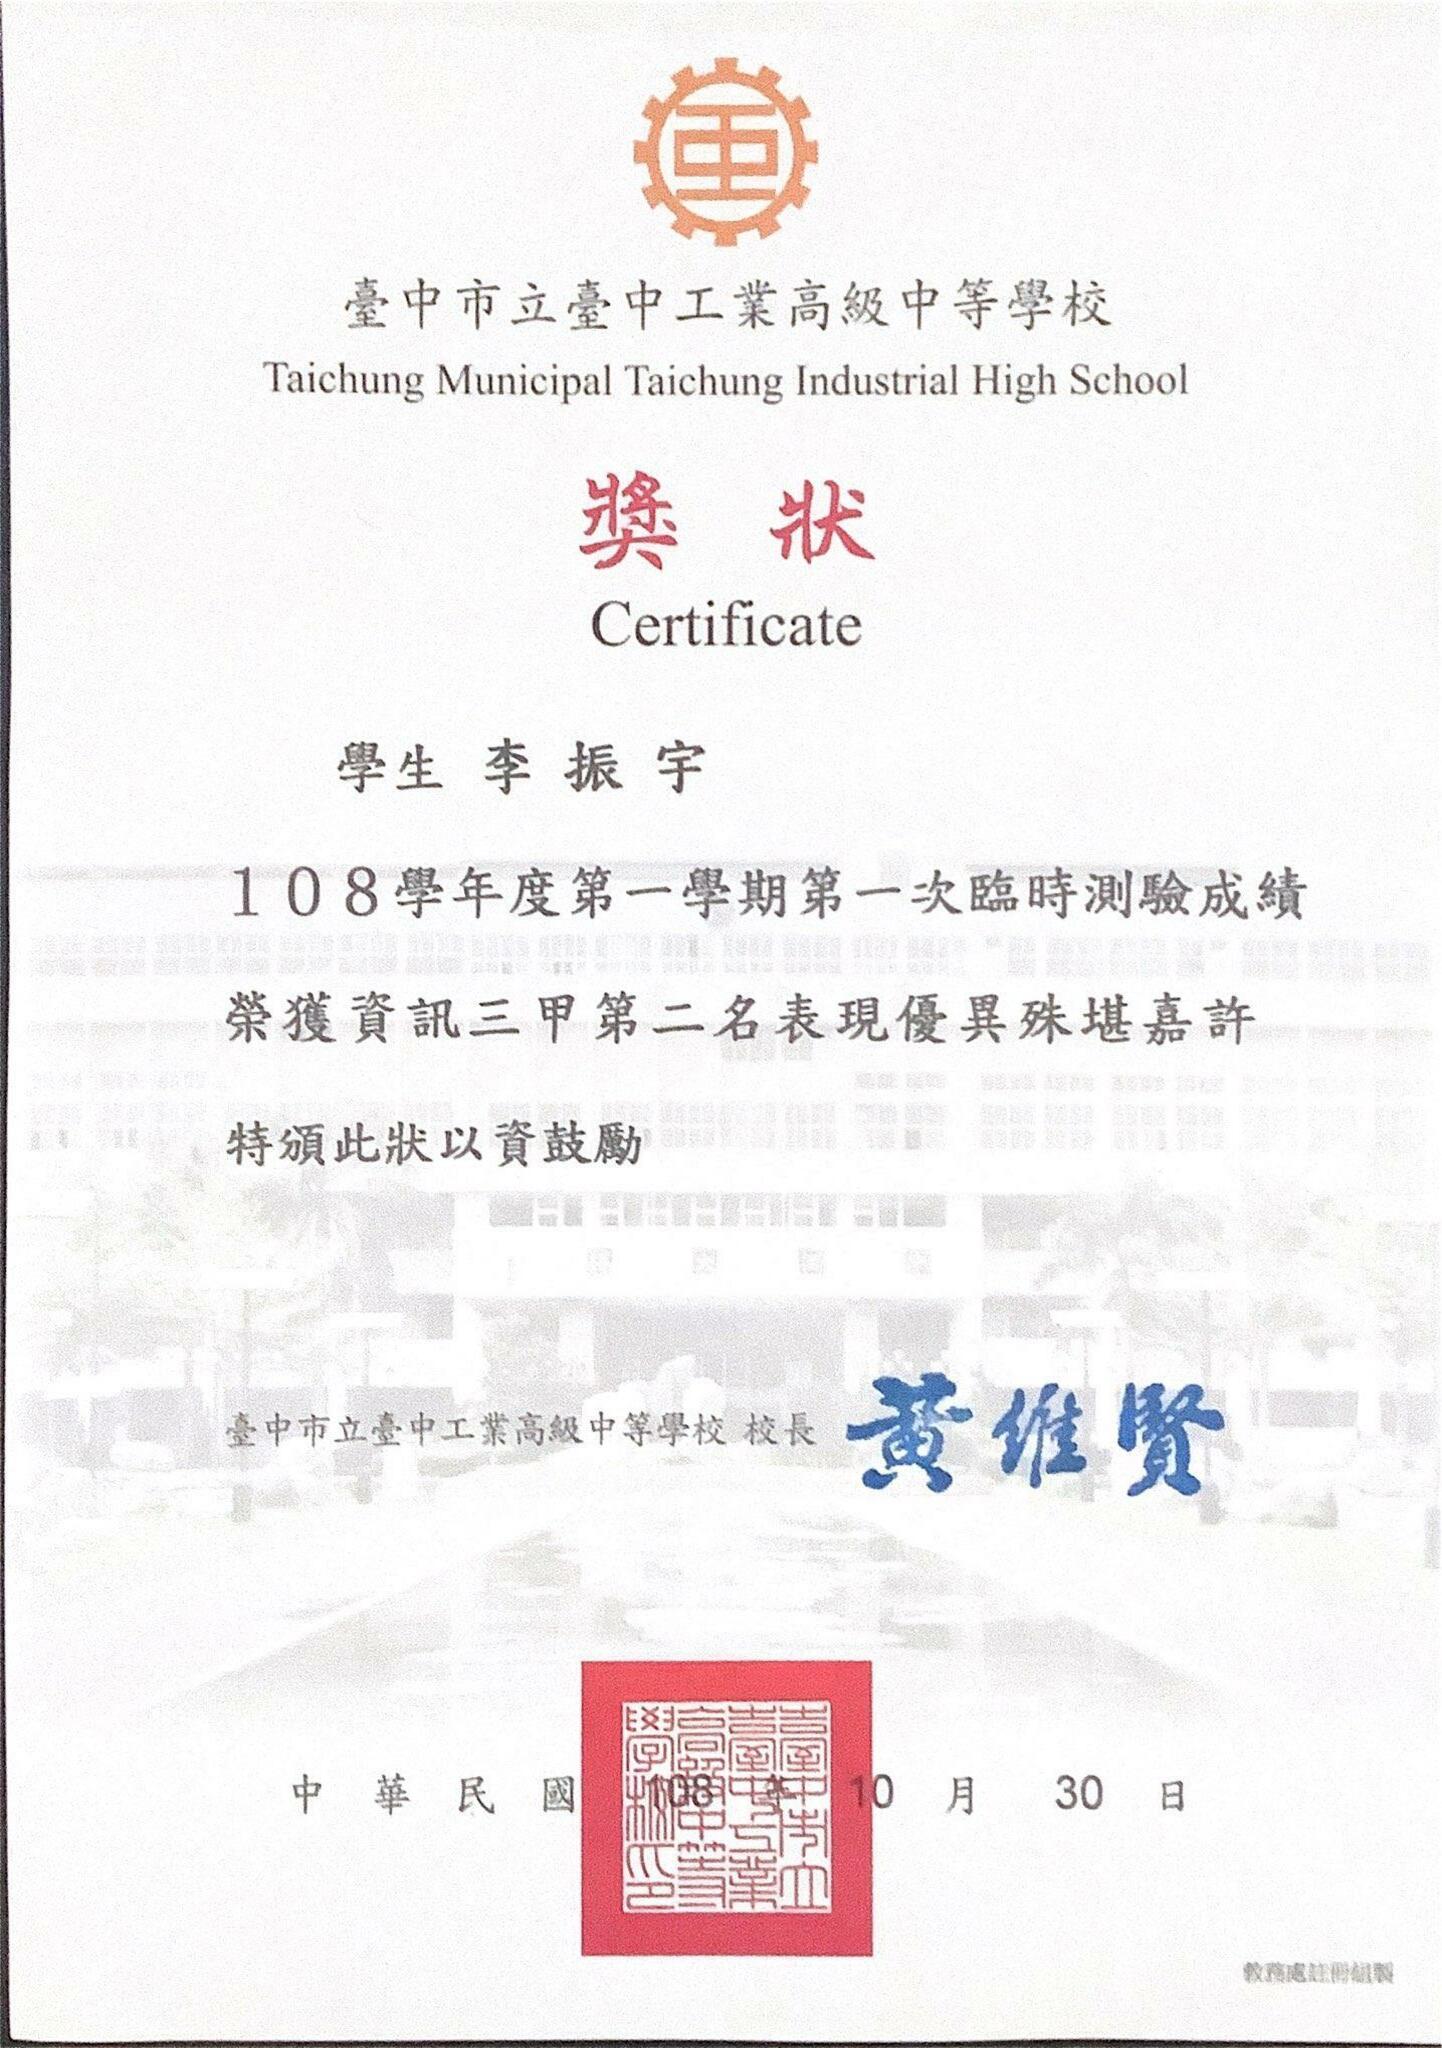 臺中市立臺中工業高級中等學校
Taichung Municipal Taichung Industrial High School
獎狀
Certificate
學生 李振宇
108學年度第一學期第一次臨時測驗成績
榮獲資訊三甲第二名表現優異殊堪嘉許
特頒此狀以資鼓勵
臺中市立臺中工業高級中等學校 校長 黃維賢
中華民國 108 年 10 月 30 日
臺中市立臺中工業高級中等學校印
教務處註冊組製